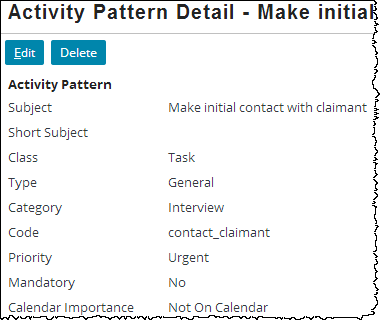 Activity Pattern Detail - Make initial
Edit Delete
Activity Pattern
Subject Make initial contact with claimant
Short Subject
Class Task
Type General
Category Interview
Code contact_claimant
Priority Urgent
Mandatory No
Calendar Importance Not On Calendar